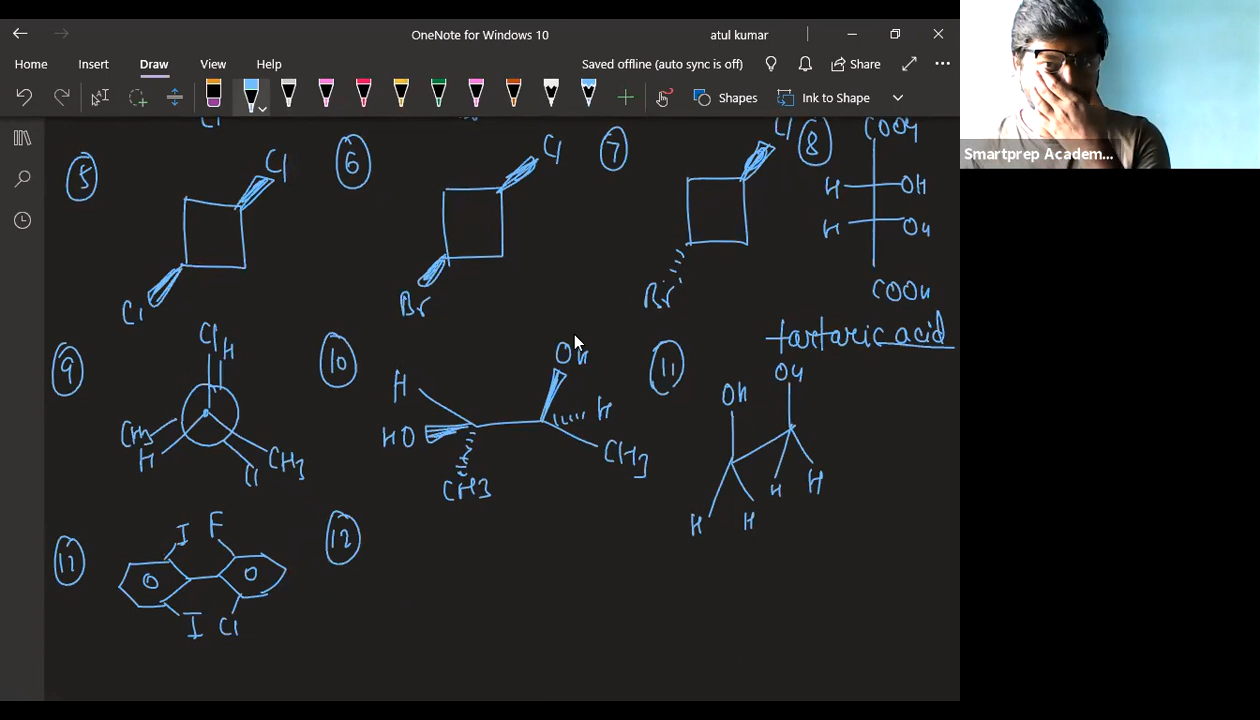 OneNote for Windows 10
atul kumar
Home Insert Draw View Help
Saved offline (auto sync is off)
Share
Shapes
Ink to Shape
Smartprep Academ...
Cl
5
Cl
Cl
6
Cl
Br
7
Cl
Br
8
COOH
H OH
H OH
COOH
tartaric acid
9
Cl
H
CH3
H
Cl
CH3
10
H
HO
CH3
OH
H
CH3
11
OH
OH
H
H
H
H
11
I
F
I
Cl
12